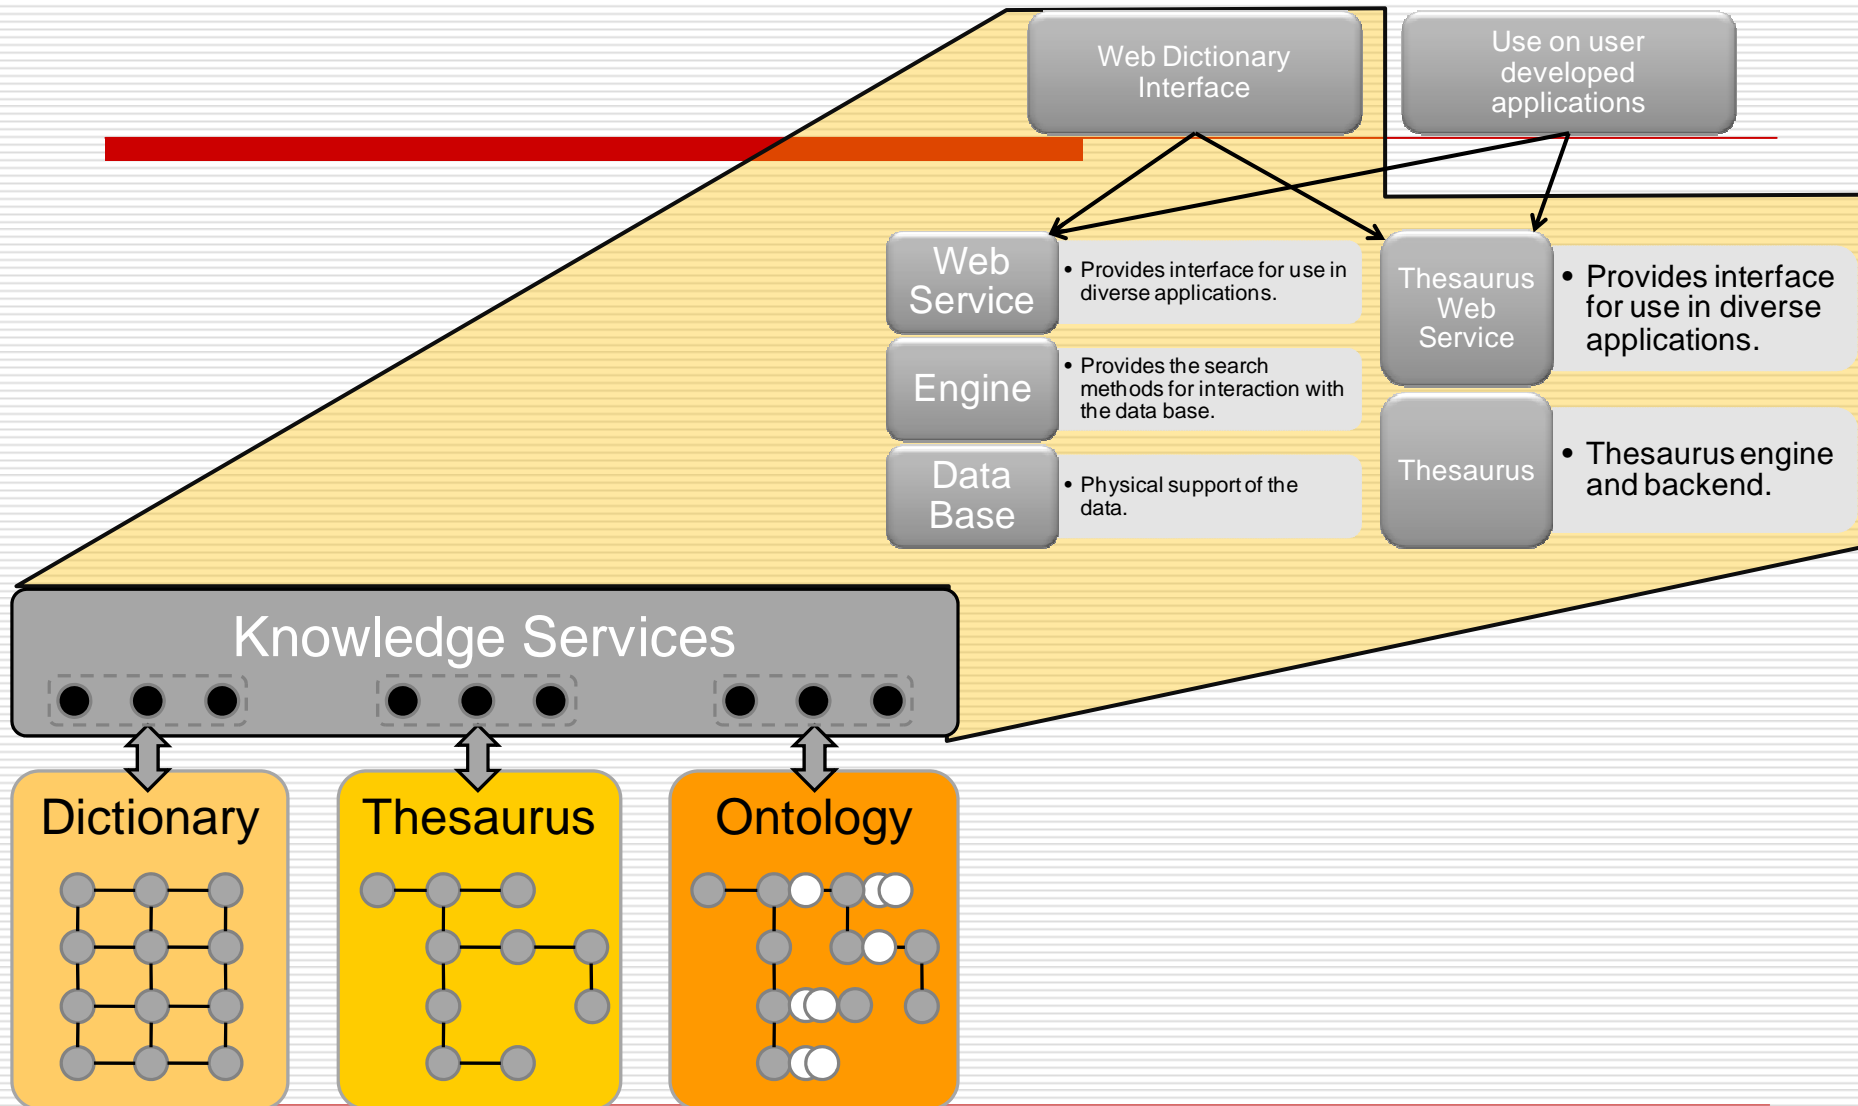 Web Dictionary
Interface
Use on user
developed
applications
Web
Service
• Provides interface for use in
diverse applications.
Engine
• Provides the search
methods for interaction with
the data base.
Data
Base
• Physical support of the
data.
Thesaurus
Web
Service
• Provides interface
for use in diverse
applications.
Thesaurus
• Thesaurus engine
and backend.
Knowledge Services
Dictionary
Thesaurus
Ontology